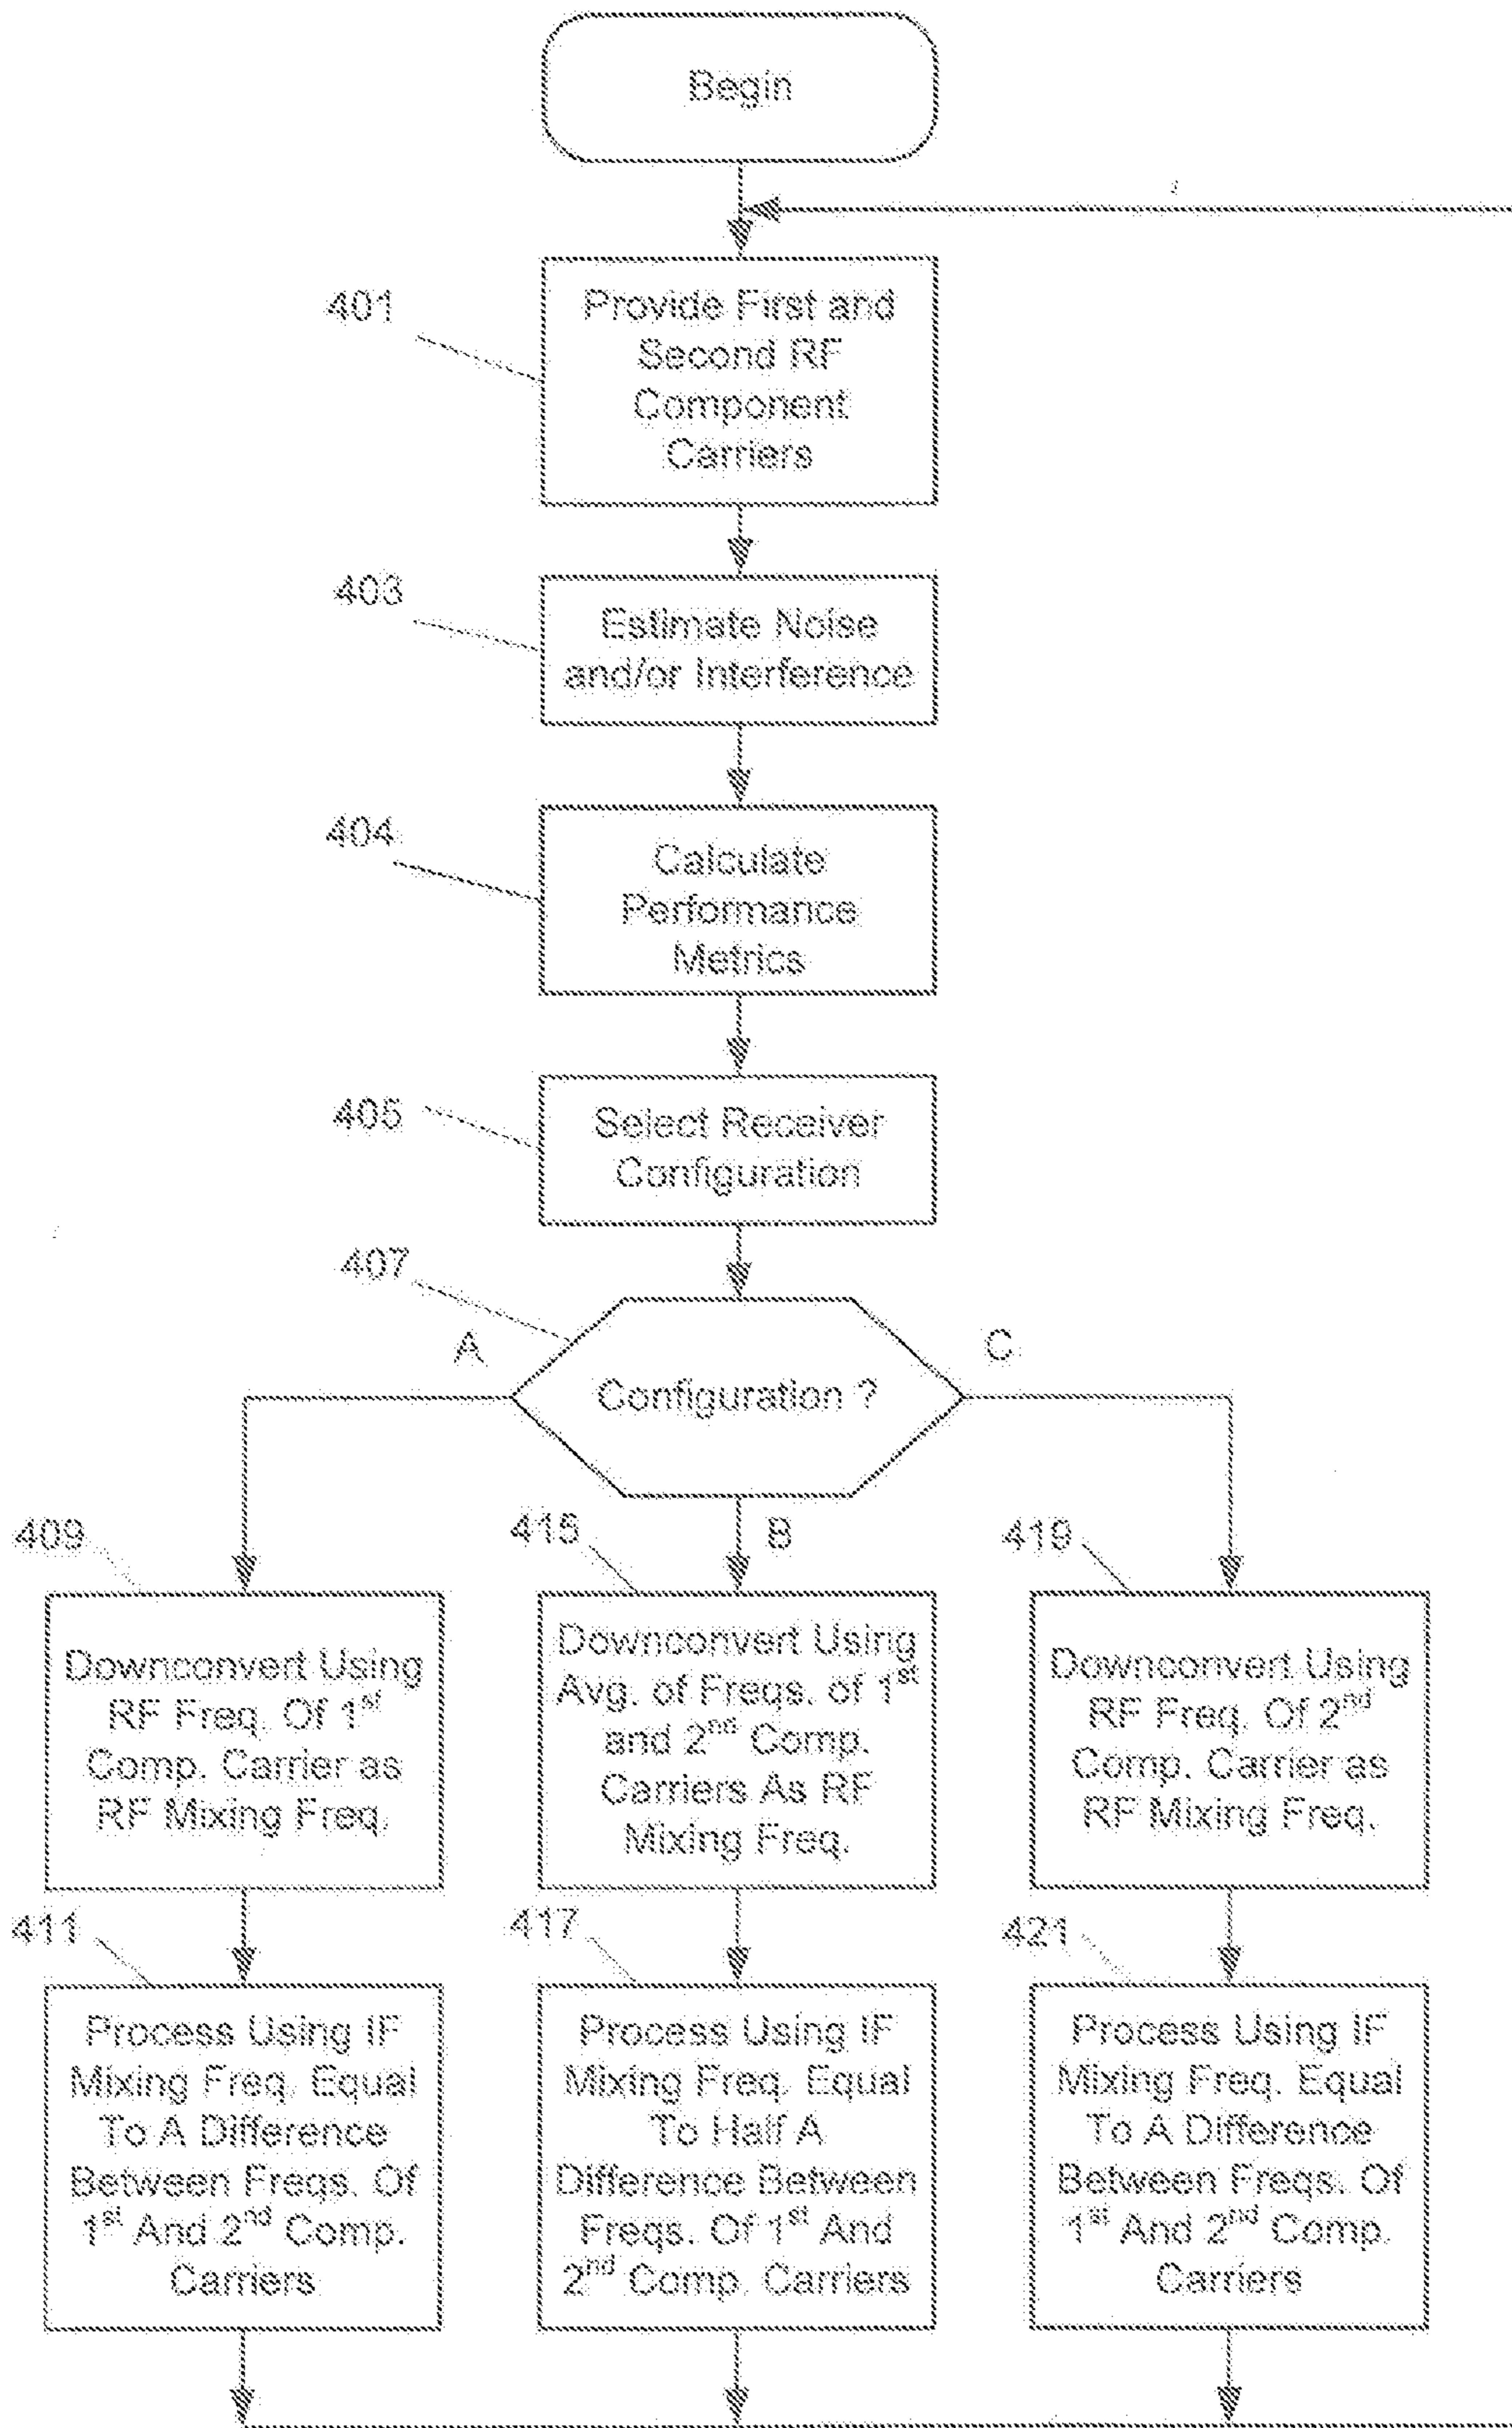 Begin
401
Provide First and
Second RF
Component
Carriers
403
Estimate Noise
and/or Interference
404
Calculate
Performance
Metrics
405
Select Receiver
Configuration
407
A
Configuration ?
C
B
409
Downconvert Using
RF Freq. Of 1st
Comp. Carrier as
RF Mixing Freq.
415
Downconvert Using
Avg. of Freqs. of 1st
and 2nd Comp.
Carriers As RF
Mixing Freq.
419
Downconvert Using
RF Freq. Of 2nd
Comp. Carrier as
RF Mixing Freq.
411
Process Using IF
Mixing Freq. Equal
To A Difference
Between Freqs. Of
1st And 2nd Comp.
Carriers
417
Process Using IF
Mixing Freq. Equal
To Half A
Difference Between
Freqs. Of 1st And
2nd Comp. Carriers
421
Process Using IF
Mixing Freq. Equal
To A Difference
Between Freqs. Of
1st And 2nd Comp.
Carriers